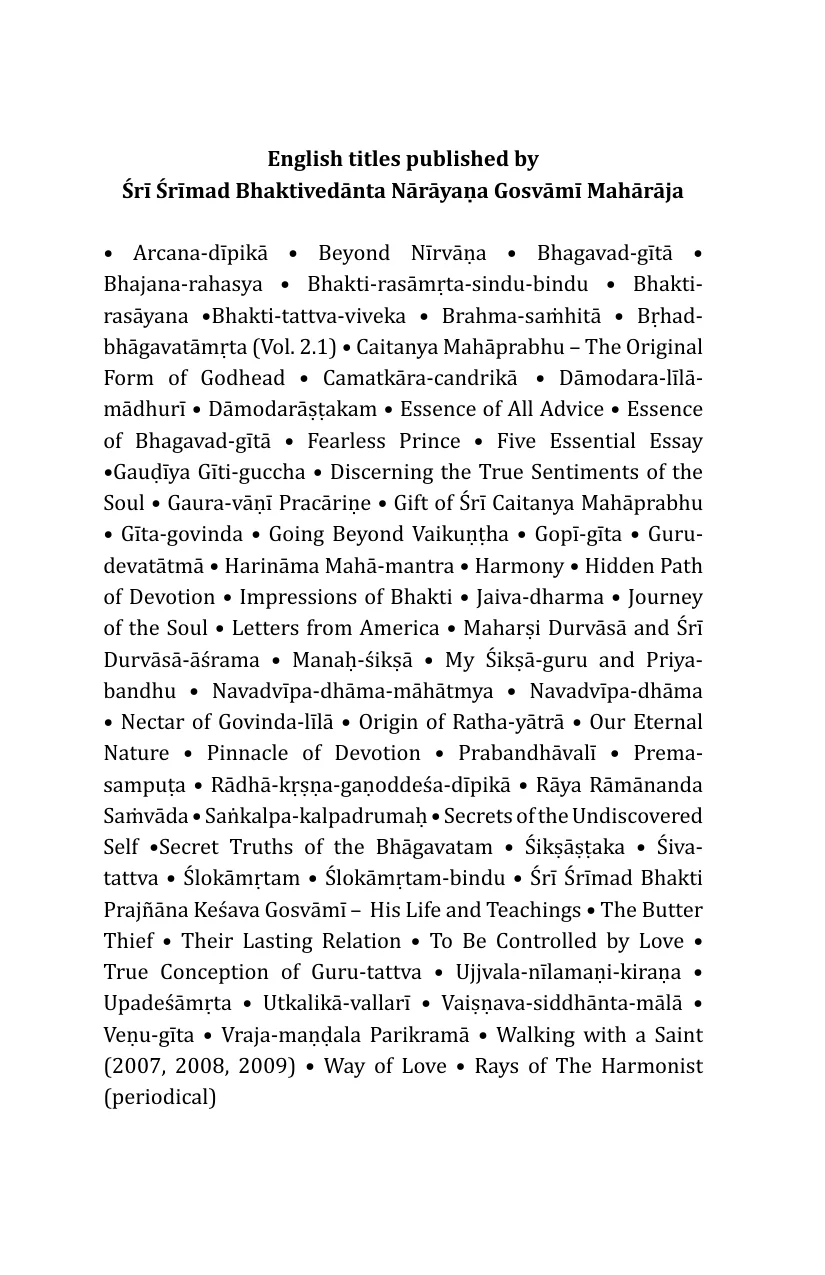 English titles published by
Śrī Śrīmad Bhaktivedānta Nārāyaṇa Gosvāmī Mahārāja
• Arcana-dīpikā • Beyond Nīrvāṇa • Bhagavad-gītā •
Bhajana-rahasya • Bhakti-rasāmṛta-sindu-bindu • Bhakti-
rasāyana •Bhakti-tattva-viveka • Brahma-saṁhitā • Bṛhad-
bhāgavatāmṛta (Vol. 2.1) • Caitanya Mahāprabhu – The Original
Form of Godhead • Camatkāra-candrikā • Dāmodara-līlā-
mādhurī • Dāmodarāṣṭakam • Essence of All Advice • Essence
of Bhagavad-gītā • Fearless Prince • Five Essential Essay
•Gauḍīya Gīti-guccha • Discerning the True Sentiments of the
Soul • Gaura-vāṇī Pracāriṇe • Gift of Śrī Caitanya Mahāprabhu
• Gīta-govinda • Going Beyond Vaikuṇṭha • Gopī-gīta • Guru-
devatātmā • Harināma Mahā-mantra • Harmony • Hidden Path
of Devotion • Impressions of Bhakti • Jaiva-dharma • Journey
of the Soul • Letters from America • Maharṣi Durvāsā and Śrī
Durvāsā-āśrama • Manaḥ-śikṣā • My Śikṣā-guru and Priya-
bandhu • Navadvīpa-dhāma-māhātmya • Navadvīpa-dhāma
• Nectar of Govinda-līlā • Origin of Ratha-yātrā • Our Eternal
Nature • Pinnacle of Devotion • Prabandhāvalī • Prema-
sampuṭa • Rādhā-kṛṣṇa-gaṇoddeśa-dīpikā • Rāya Rāmānanda
Saṁvāda • Saṅkalpa-kalpadrumaḥ • Secrets of the Undiscovered
Self •Secret Truths of the Bhāgavatam • Śikṣāṣṭaka • Śiva-
tattva • Ślokāmṛtam • Ślokāmṛtam-bindu • Śrī Śrīmad Bhakti
Prajñāna Keśava Gosvāmī – His Life and Teachings • The Butter
Thief • Their Lasting Relation • To Be Controlled by Love •
True Conception of Guru-tattva • Ujjvala-nīlamaṇi-kiraṇa •
Upadeśāmṛta • Utkalikā-vallarī • Vaiṣṇava-siddhānta-mālā •
Veṇu-gīta • Vraja-maṇḍala Parikramā • Walking with a Saint
(2007, 2008, 2009) • Way of Love • Rays of The Harmonist
(periodical)